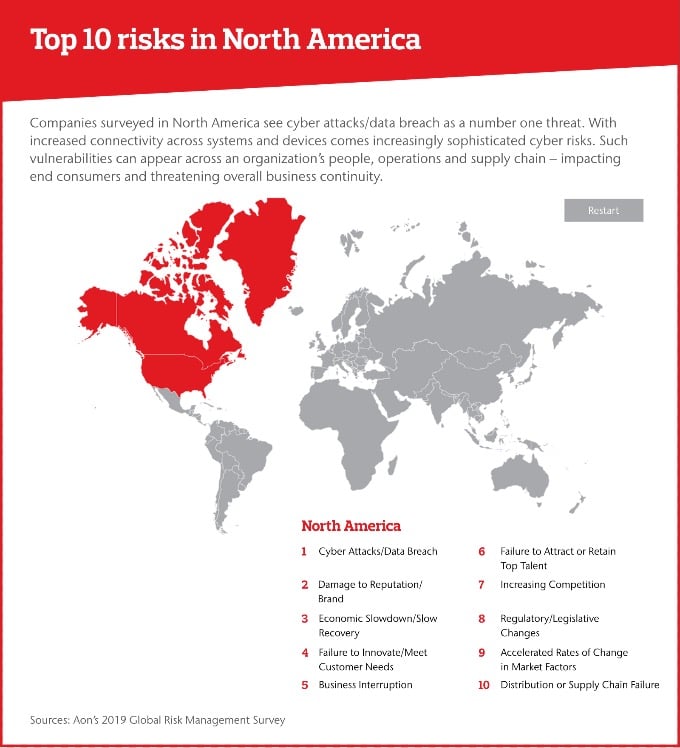 Top 10 risks in North America
Companies surveyed in North America see cyber attacks/data breach as a number one threat. With
increased connectivity across systems and devices comes increasingly sophisticated cyber risks. Such
vulnerabilities can appear across an organization's people, operations and supply chain – impacting
end consumers and threatening overall business continuity.
Restart
North America
1 Cyber Attacks/Data Breach
2 Damage to Reputation/
Brand
3 Economic Slowdown/Slow
Recovery
4 Failure to Innovate/Meet
Customer Needs
5 Business Interruption
6 Failure to Attract or Retain
Top Talent
7 Increasing Competition
8 Regulatory/Legislative
Changes
9 Accelerated Rates of Change
in Market Factors
10 Distribution or Supply Chain Failure
Sources: Aon's 2019 Global Risk Management Survey